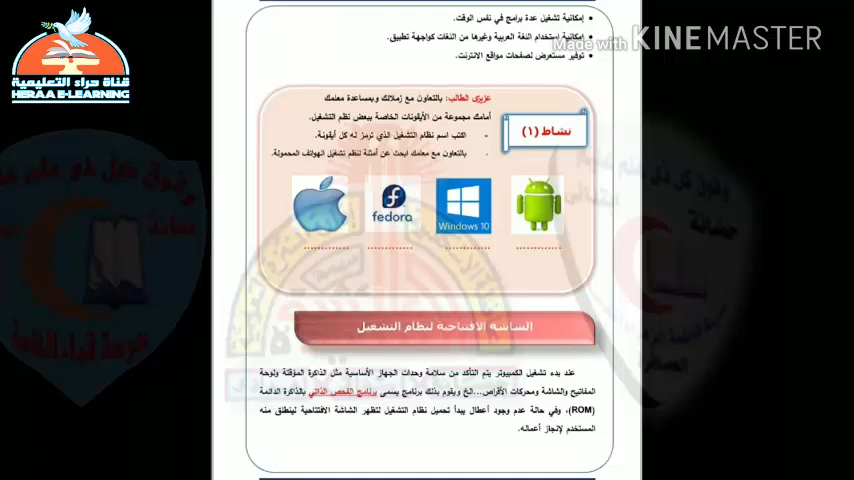 قناة حراء التعليمية
HERAA E-LEARNING
Made with KINEMASTER
إمكانية تشغيل عدة برامج في نفس الوقت.
إمكانية إستخدام اللغة العربية وغيرها من اللغات كواجهة تطبيق.
توفير مستعرض لصفحات مواقع الانترنت.
نشاط (١)
عزيزى الطالب: بالتعاون مع زملائك وبمساعدة معلمك
أمامك مجموعة من الأيقونات الخاصة ببعض نظم التشغيل.
- اكتب اسم نظام التشغيل الذي ترمز له كل أيقونة.
- بالتعاون مع معلمك ابحث عن أمثلة لنظم تشغيل الهواتف المحمولة.
fedora
Windows 10
الشاشة الافتتاحية لنظام التشغيل
عند بدء تشغيل الكمبيوتر يتم التأكد من سلامة وحدات الجهاز الأساسية مثل الذاكرة المؤقتة ولوحة
المفاتيح والشاشة ومحركات الأقراص...الخ ويقوم بذلك برنامج يسمى برنامج الفحص الذاتي بالذاكرة الدائمة
(ROM)، وفي حالة عدم وجود أعطال يبدأ تحميل نظام التشغيل لتظهر الشاشة الافتتاحية لينطلق منه
المستخدم لإنجاز أعماله.